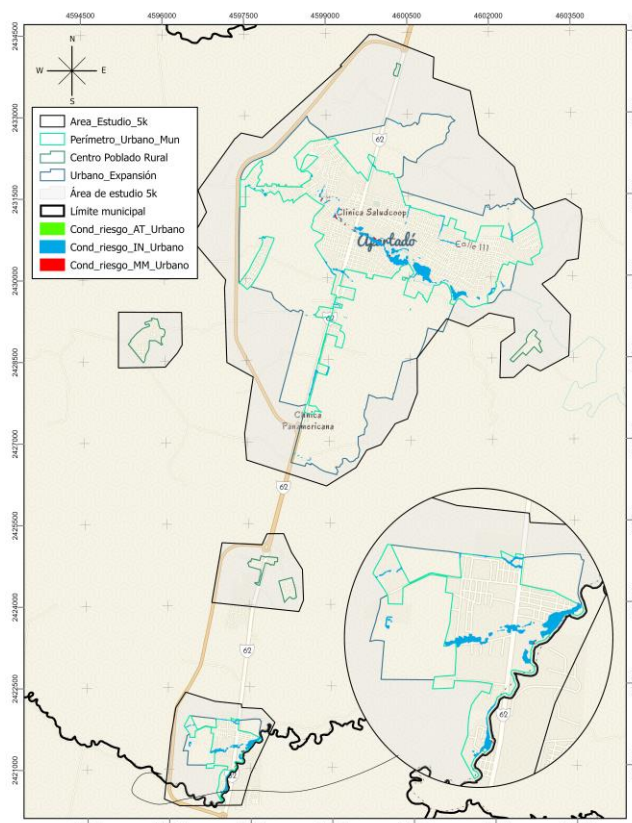 4594500 4596000 4597500 4599000 4600500 4602000 4603500
2434500
2433000
2431500
2430000
2428500
2427000
2425500
2424000
2422500
2421000
N
W E
S
Area_Estudio_5k
Perímetro_Urbano_Mun
Centro Poblado Rural
Urbano_Expansión
Área de estudio 5k
Límite municipal
Cond_riesgo_AT_Urbano
Cond_riesgo_IN_Urbano
Cond_riesgo_MM_Urbano
62
Clínica Saludcoop
Apartadó
Calle 111
62
Clínica
Panamericana
62
62
62